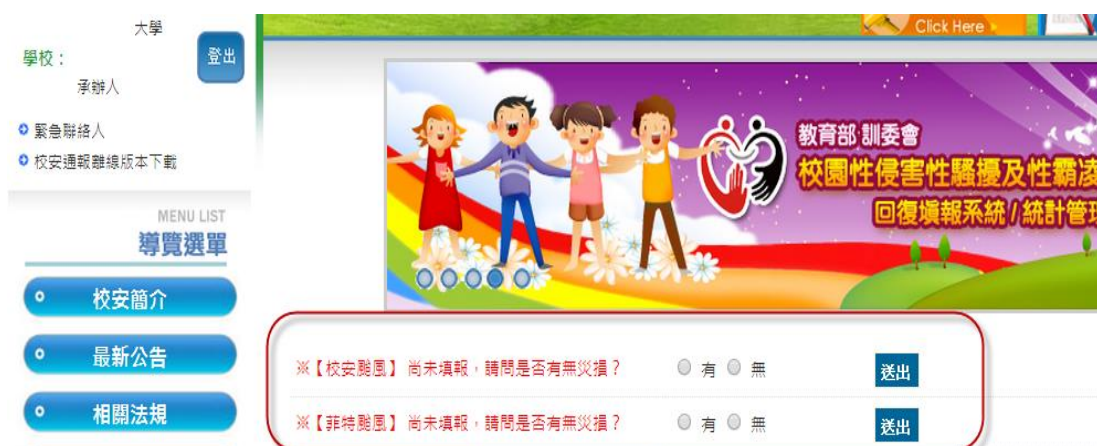 大學
學校：
登出
承辦人
緊急聯絡人
校安通報離線版本下載
MENU LIST
導覽選單
校安簡介
最新公告
相關法規
Click Here
教育部 訓委會
校園性侵害性騷擾及性霸凌
回復填報系統 / 統計管理
※【校安颱風】 尚未填報，請問是否有無災損？ 有 無 送出
※【菲特颱風】 尚未填報，請問是否有無災損？ 有 無 送出